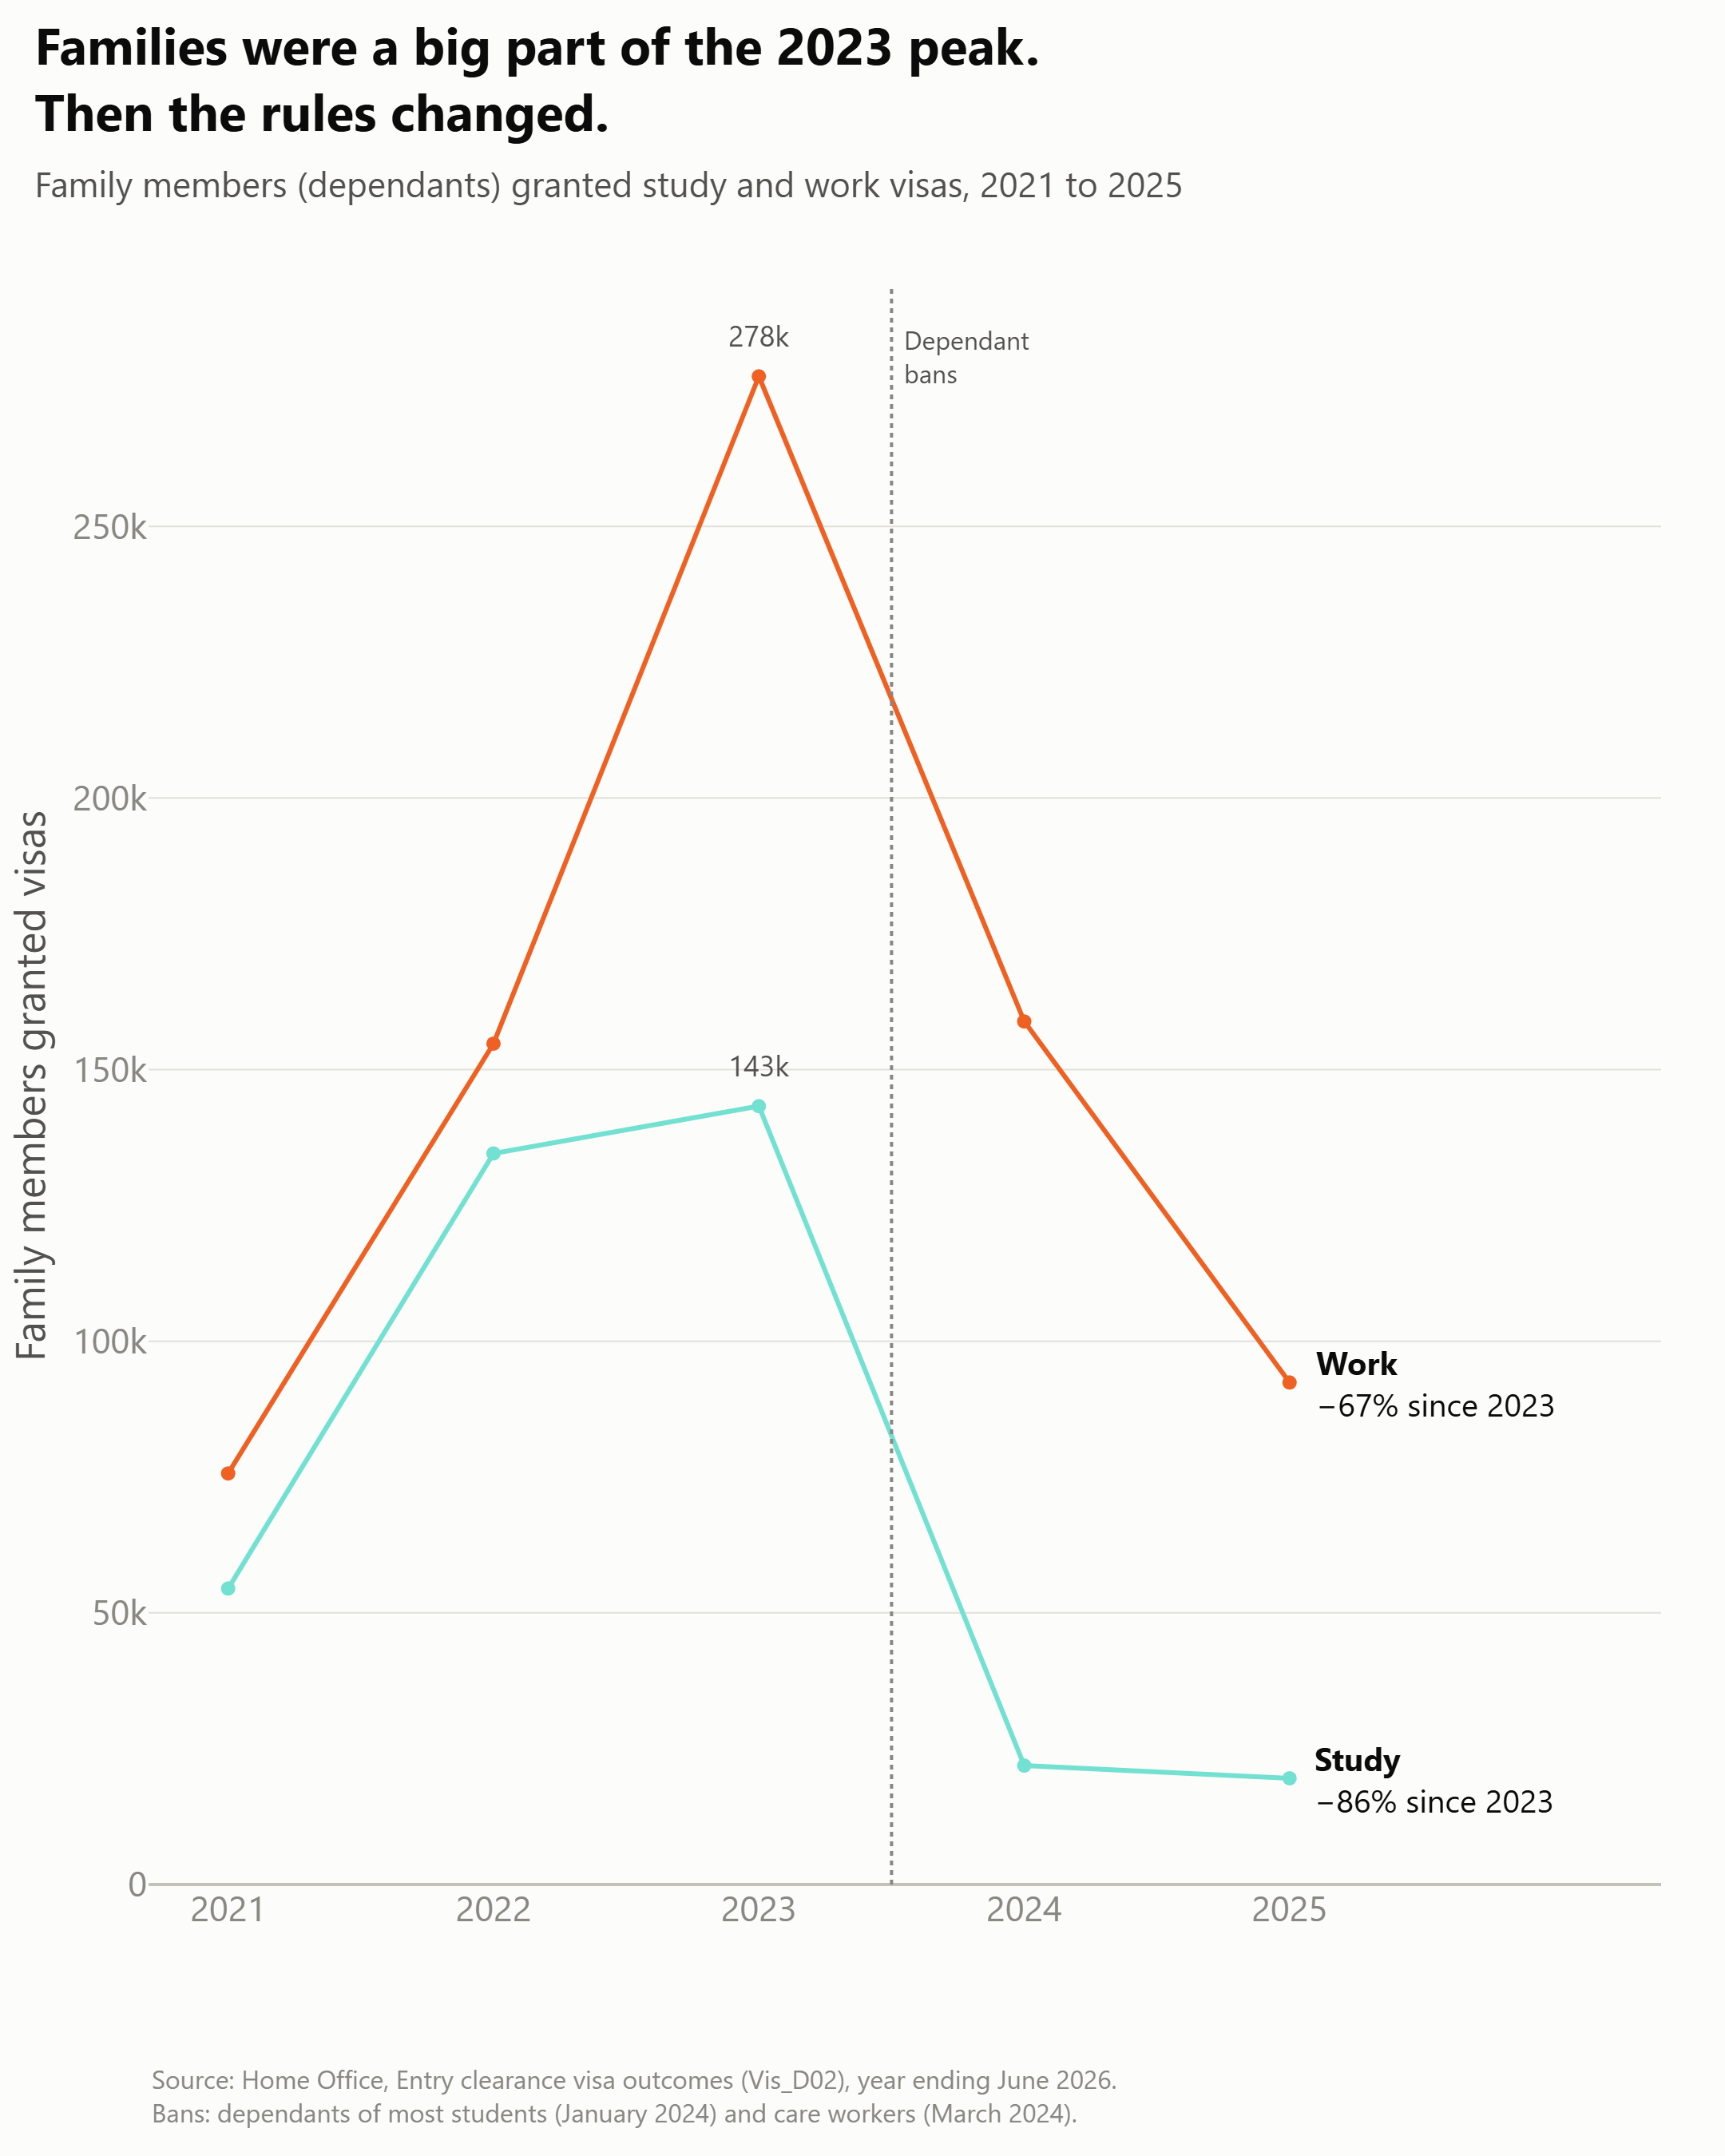 Families were a big part of the 2023 peak.
Then the rules changed.
Family members (dependants) granted study and work visas, 2021 to 2025
278k
Dependant
bans
250k
200k
150k
143k
100k
50k
0
Family members granted visas
Work
−67% since 2023
Study
−86% since 2023
2021
2022
2023
2024
2025
Source: Home Office, Entry clearance visa outcomes (Vis_D02), year ending June 2026.
Bans: dependants of most students (January 2024) and care workers (March 2024).